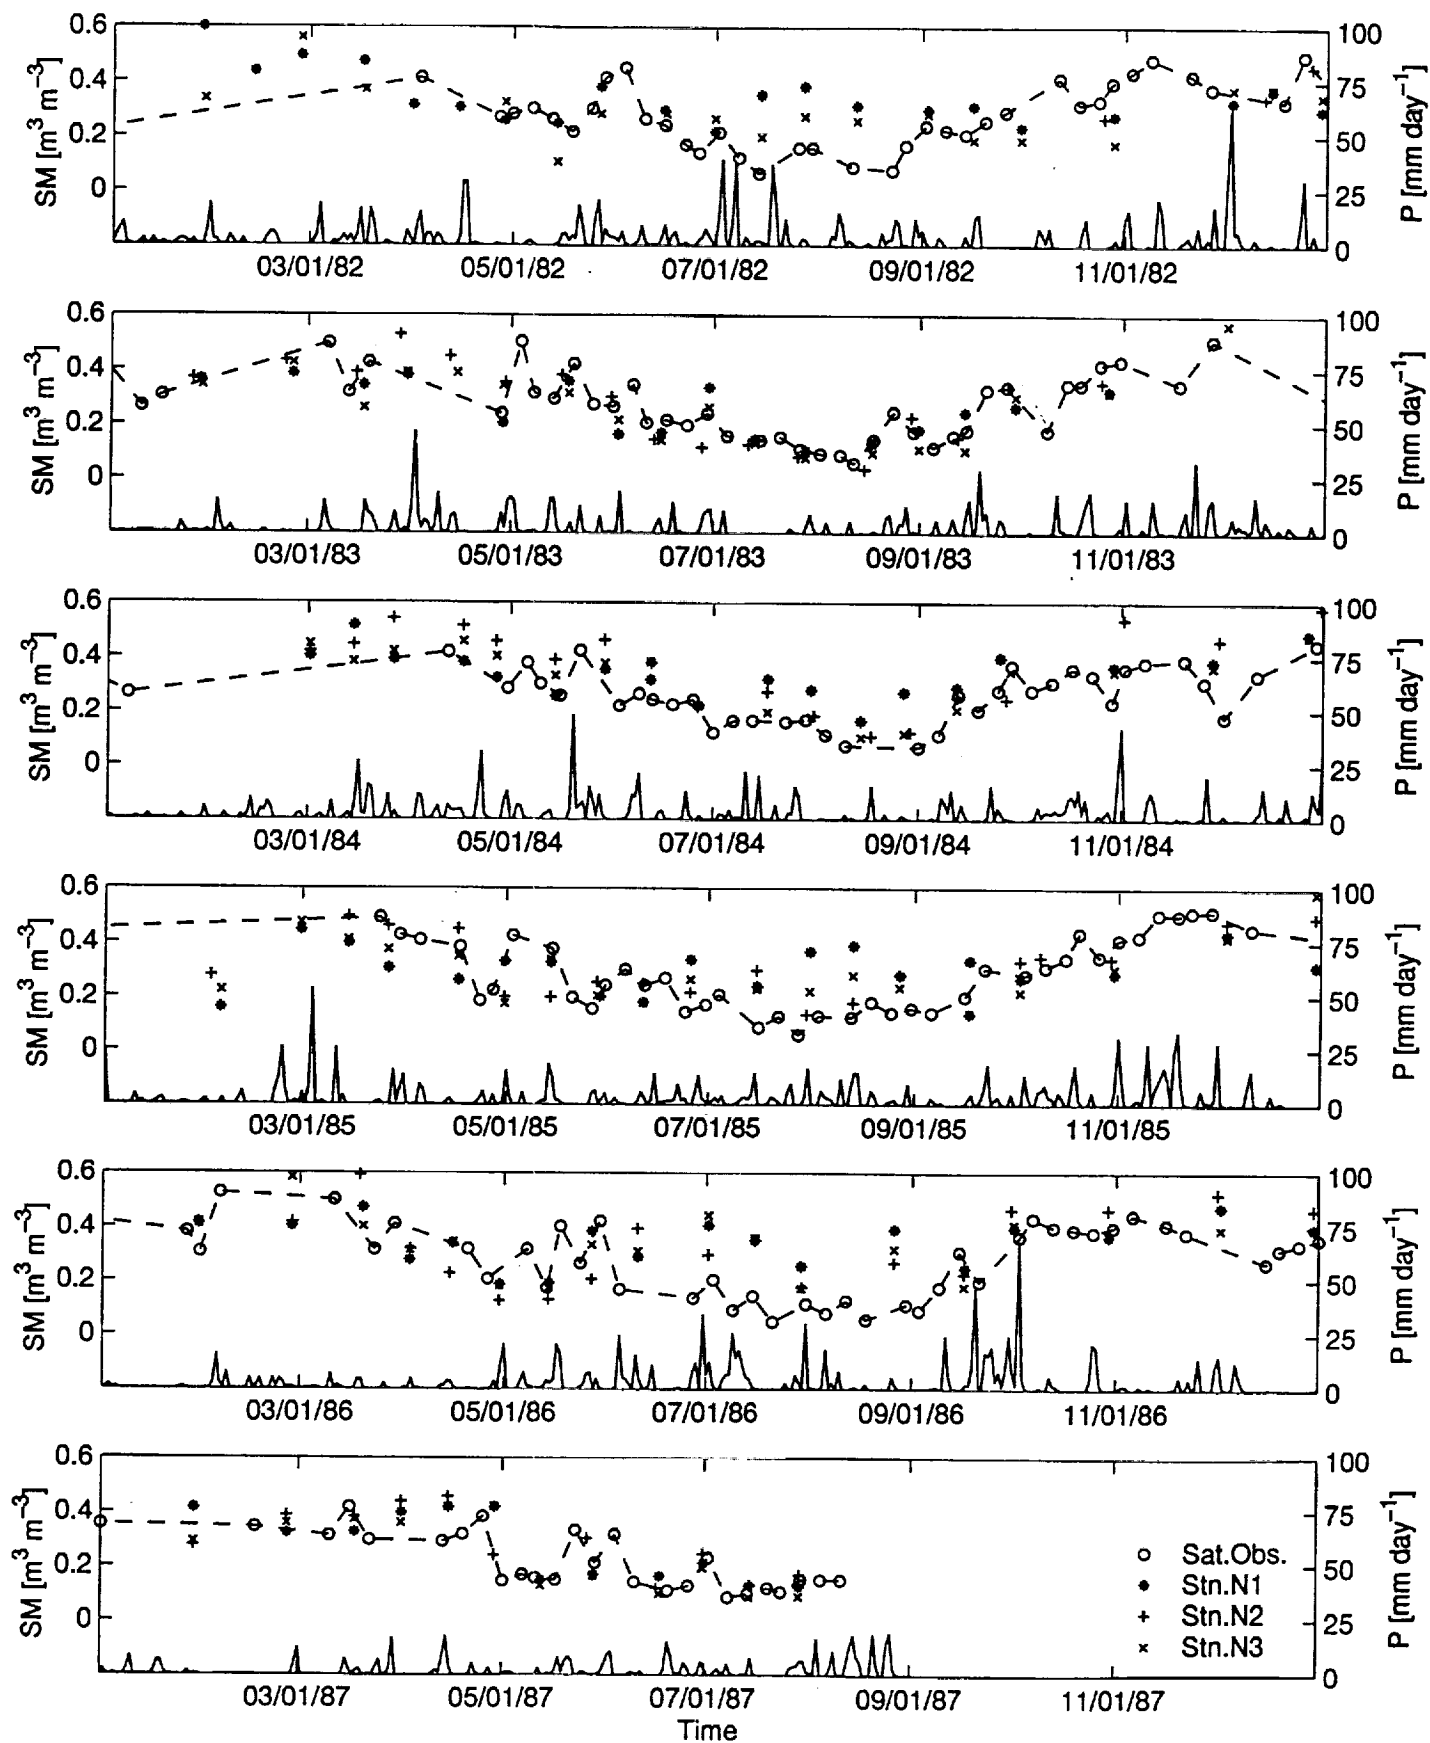 0.6 100
0.4 75
0.2 50
0 25
0
SM [m³ m⁻³]
P [mm day⁻¹]
03/01/82 05/01/82 07/01/82 09/01/82 11/01/82
0.6 100
0.4 75
0.2 50
0 25
0
SM [m³ m⁻³]
P [mm day⁻¹]
03/01/83 05/01/83 07/01/83 09/01/83 11/01/83
0.6 100
0.4 75
0.2 50
0 25
0
SM [m³ m⁻³]
P [mm day⁻¹]
03/01/84 05/01/84 07/01/84 09/01/84 11/01/84
0.6 100
0.4 75
0.2 50
0 25
0
SM [m³ m⁻³]
P [mm day⁻¹]
03/01/85 05/01/85 07/01/85 09/01/85 11/01/85
0.6 100
0.4 75
0.2 50
0 25
0
SM [m³ m⁻³]
P [mm day⁻¹]
03/01/86 05/01/86 07/01/86 09/01/86 11/01/86
0.6 100
0.4 75
0.2 50
0 25
0
SM [m³ m⁻³]
P [mm day⁻¹]
Sat.Obs.
Stn.N1
Stn.N2
Stn.N3
03/01/87 05/01/87 07/01/87 09/01/87 11/01/87
Time